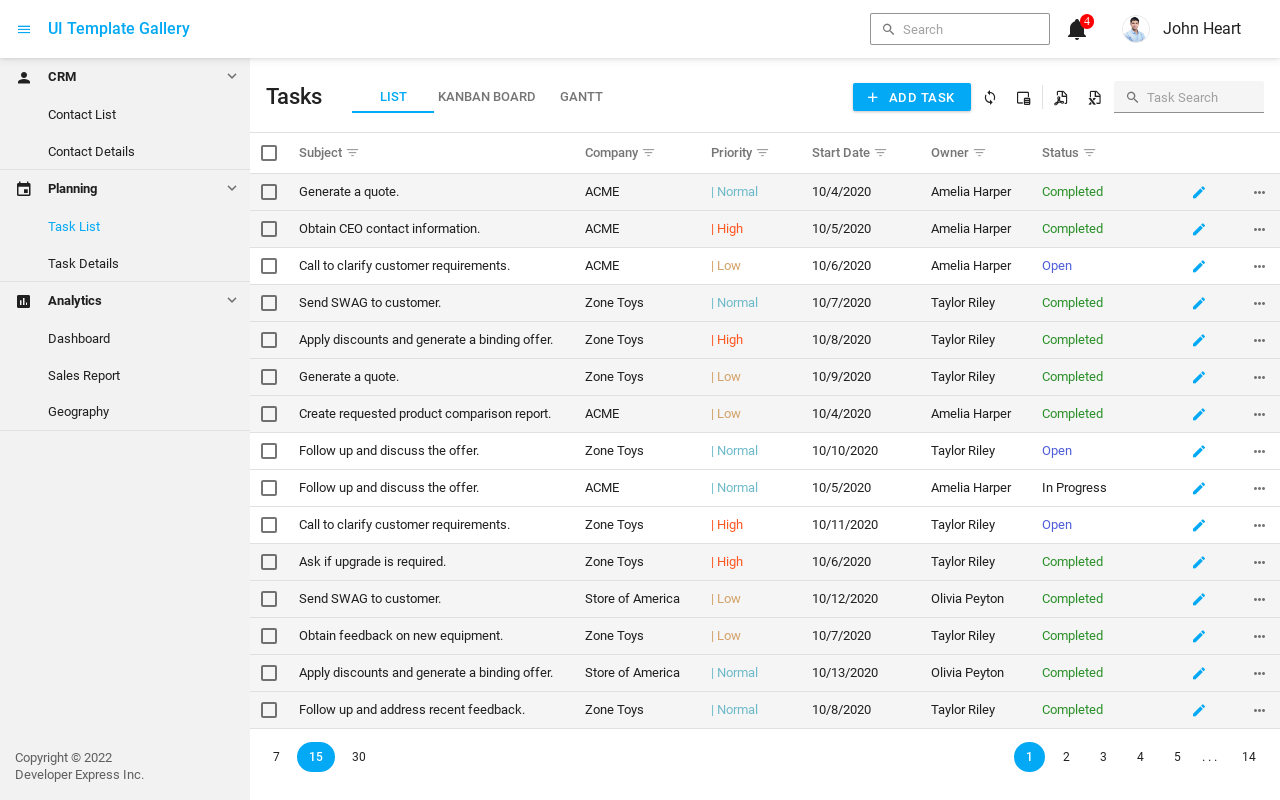 UI Template Gallery
Search
4
John Heart
CRM
Contact List
Contact Details
Planning
Task List
Task Details
Analytics
Dashboard
Sales Report
Geography
Copyright © 2022
Developer Express Inc.
Tasks LIST KANBAN BOARD GANTT ADD TASK Task Search
Subject Company Priority Start Date Owner Status
Generate a quote. ACME | Normal 10/4/2020 Amelia Harper Completed
Obtain CEO contact information. ACME | High 10/5/2020 Amelia Harper Completed
Call to clarify customer requirements. ACME | Low 10/6/2020 Amelia Harper Open
Send SWAG to customer. Zone Toys | Normal 10/7/2020 Taylor Riley Completed
Apply discounts and generate a binding offer. Zone Toys | High 10/8/2020 Taylor Riley Completed
Generate a quote. Zone Toys | Low 10/9/2020 Taylor Riley Completed
Create requested product comparison report. ACME | Low 10/4/2020 Amelia Harper Completed
Follow up and discuss the offer. Zone Toys | Normal 10/10/2020 Taylor Riley Open
Follow up and discuss the offer. ACME | Normal 10/5/2020 Amelia Harper In Progress
Call to clarify customer requirements. Zone Toys | High 10/11/2020 Taylor Riley Open
Ask if upgrade is required. Zone Toys | High 10/6/2020 Taylor Riley Completed
Send SWAG to customer. Store of America | Low 10/12/2020 Olivia Peyton Completed
Obtain feedback on new equipment. Zone Toys | Low 10/7/2020 Taylor Riley Completed
Apply discounts and generate a binding offer. Store of America | Normal 10/13/2020 Olivia Peyton Completed
Follow up and address recent feedback. Zone Toys | Normal 10/8/2020 Taylor Riley Completed
7 15 30 1 2 3 4 5 . . . 14